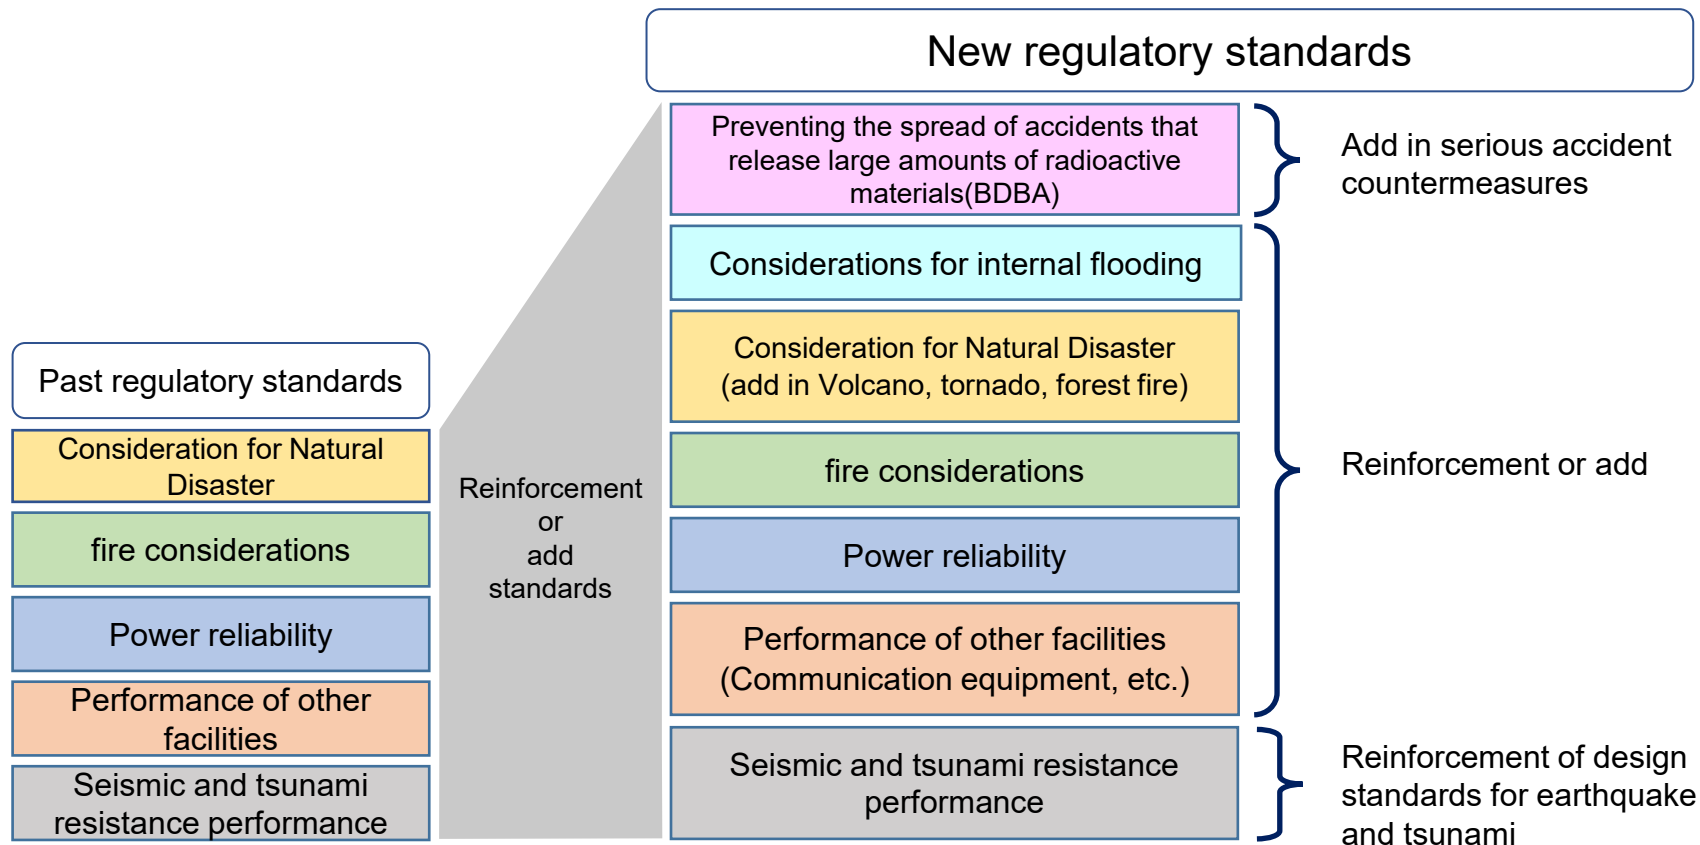 New regulatory standards
Preventing the spread of accidents that
release large amounts of radioactive
materials(BDBA)
Add in serious accident
countermeasures
Considerations for internal flooding
Consideration for Natural Disaster
(add in Volcano, tornado, forest fire)
fire considerations
Power reliability
Performance of other facilities
(Communication equipment, etc.)
Reinforcement or add
Seismic and tsunami resistance
performance
Reinforcement of design
standards for earthquake
and tsunami
Past regulatory standards
Consideration for Natural
Disaster
fire considerations
Power reliability
Performance of other
facilities
Seismic and tsunami
resistance performance
Reinforcement
or
add
standards